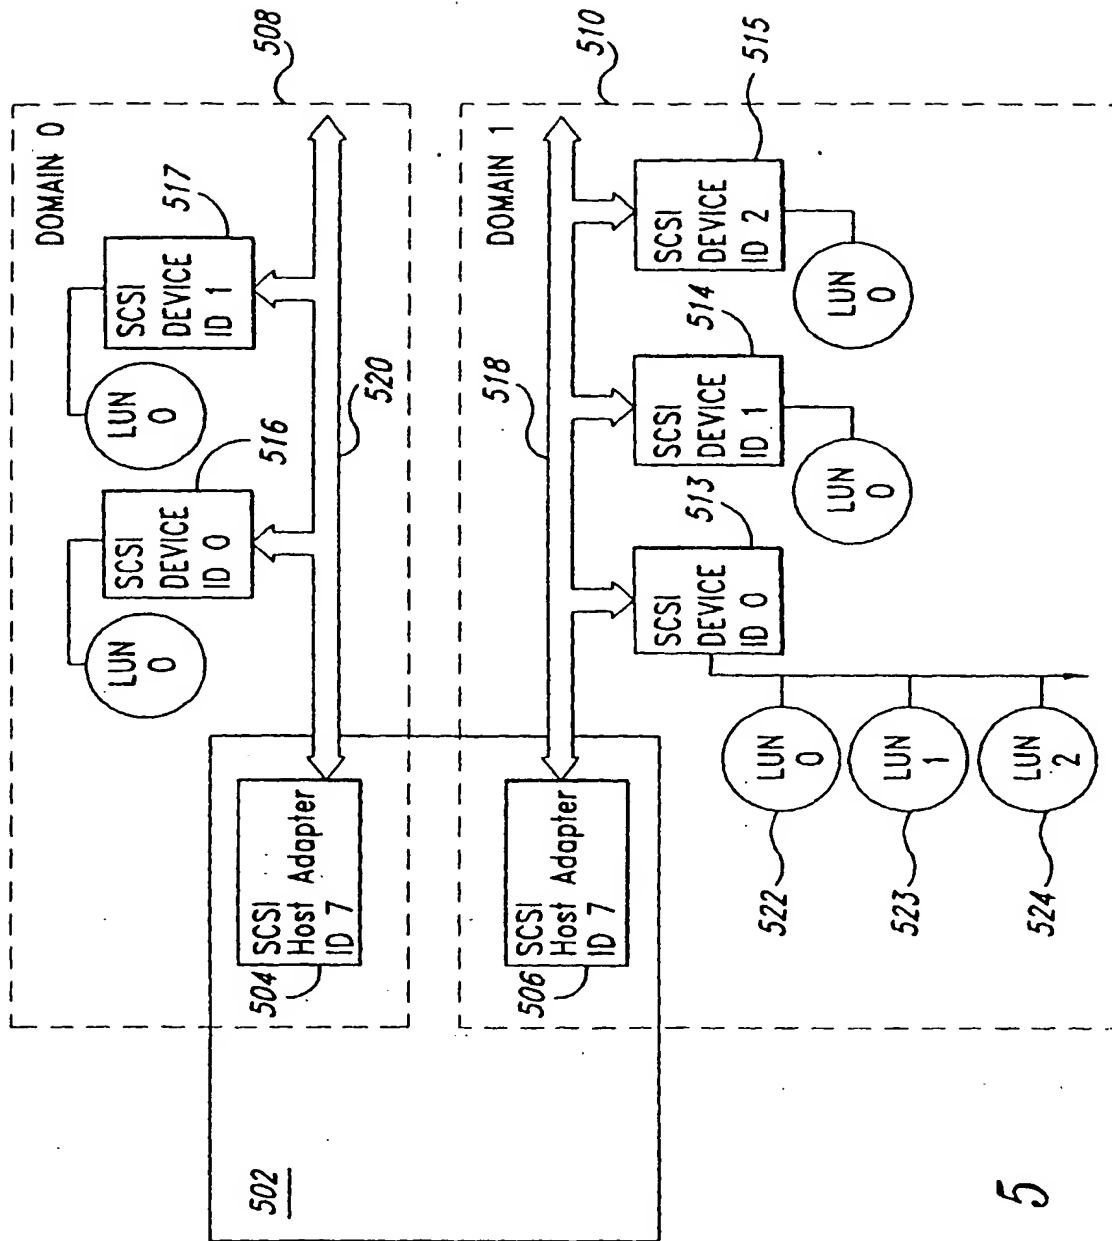 DOMAIN 0
508
LUN
0
SCSI
DEVICE
ID 0
516
LUN
0
SCSI
DEVICE
ID 1
517
520
SCSI
Host Adapter
ID 7
504
502
DOMAIN 1
510
SCSI
Host Adapter
ID 7
506
518
SCSI
DEVICE
ID 0
513
SCSI
DEVICE
ID 1
514
SCSI
DEVICE
ID 2
515
LUN
0
522
LUN
1
523
LUN
2
524
LUN
0
LUN
0
5